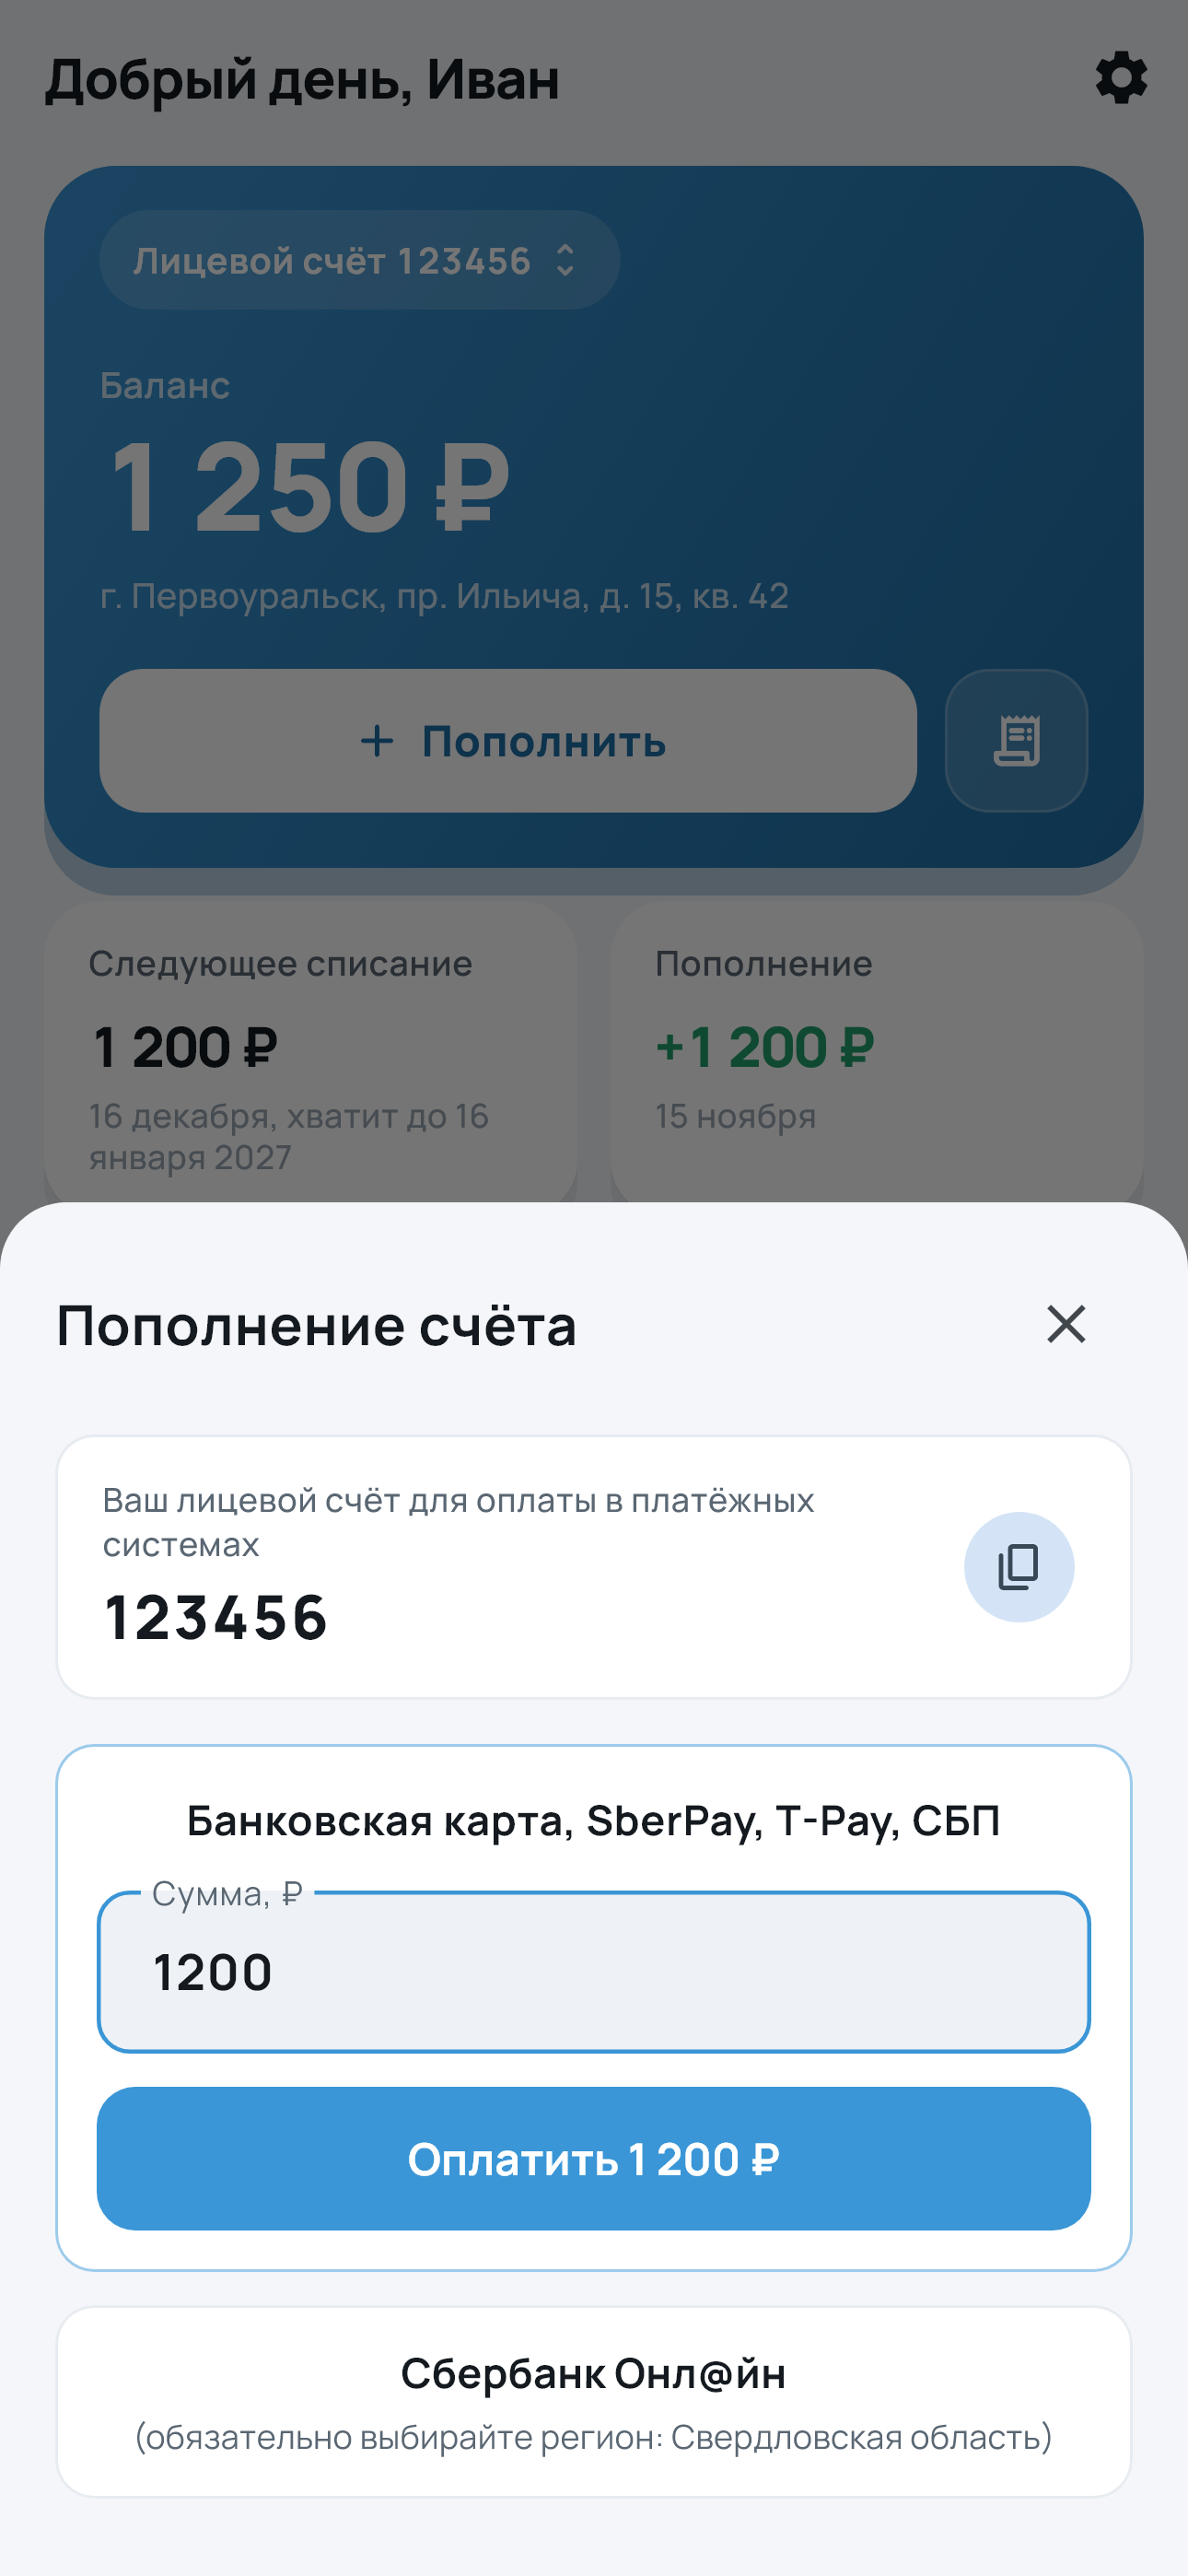 Добрый день, Иван
Лицевой счёт 123456
Баланс
1 250 ₽
г. Первоуральск, пр. Ильича, д. 15, кв. 42
+ Пополнить
Следующее списание
1 200 ₽
16 декабря, хватит до 16
января 2027
Пополнение
+1 200 ₽
15 ноября
Пополнение счёта
Ваш лицевой счёт для оплаты в платёжных
системах
123456
Банковская карта, SberPay, T-Pay, СБП
Сумма, ₽
1200
Оплатить 1 200 ₽
Сбербанк Онл@йн
(обязательно выбирайте регион: Свердловская область)